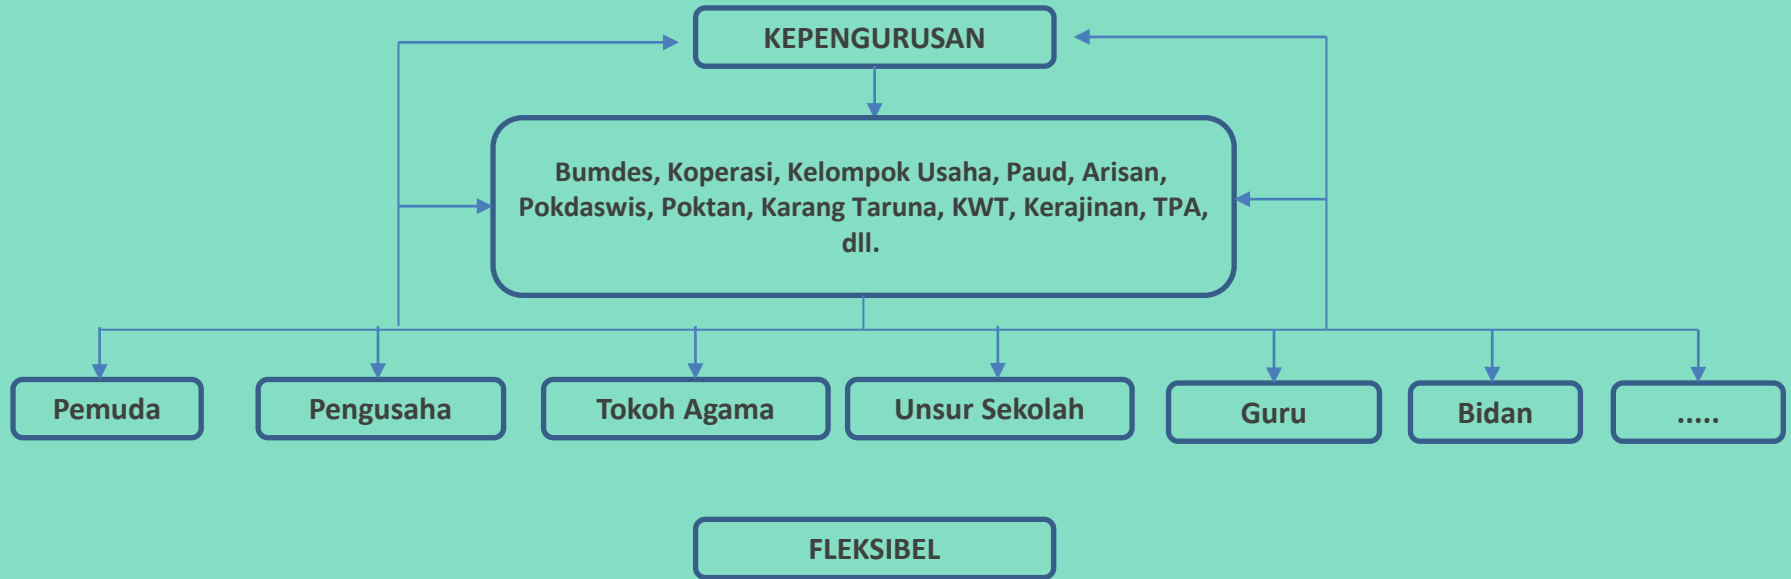 KEPENGURUSAN
Bumdes, Koperasi, Kelompok Usaha, Paud, Arisan,
Pokdaswis, Poktan, Karang Taruna, KWT, Kerajinan, TPA,
dll.
Pemuda
Pengusaha
Tokoh Agama
Unsur Sekolah
Guru
Bidan
.....
FLEKSIBEL